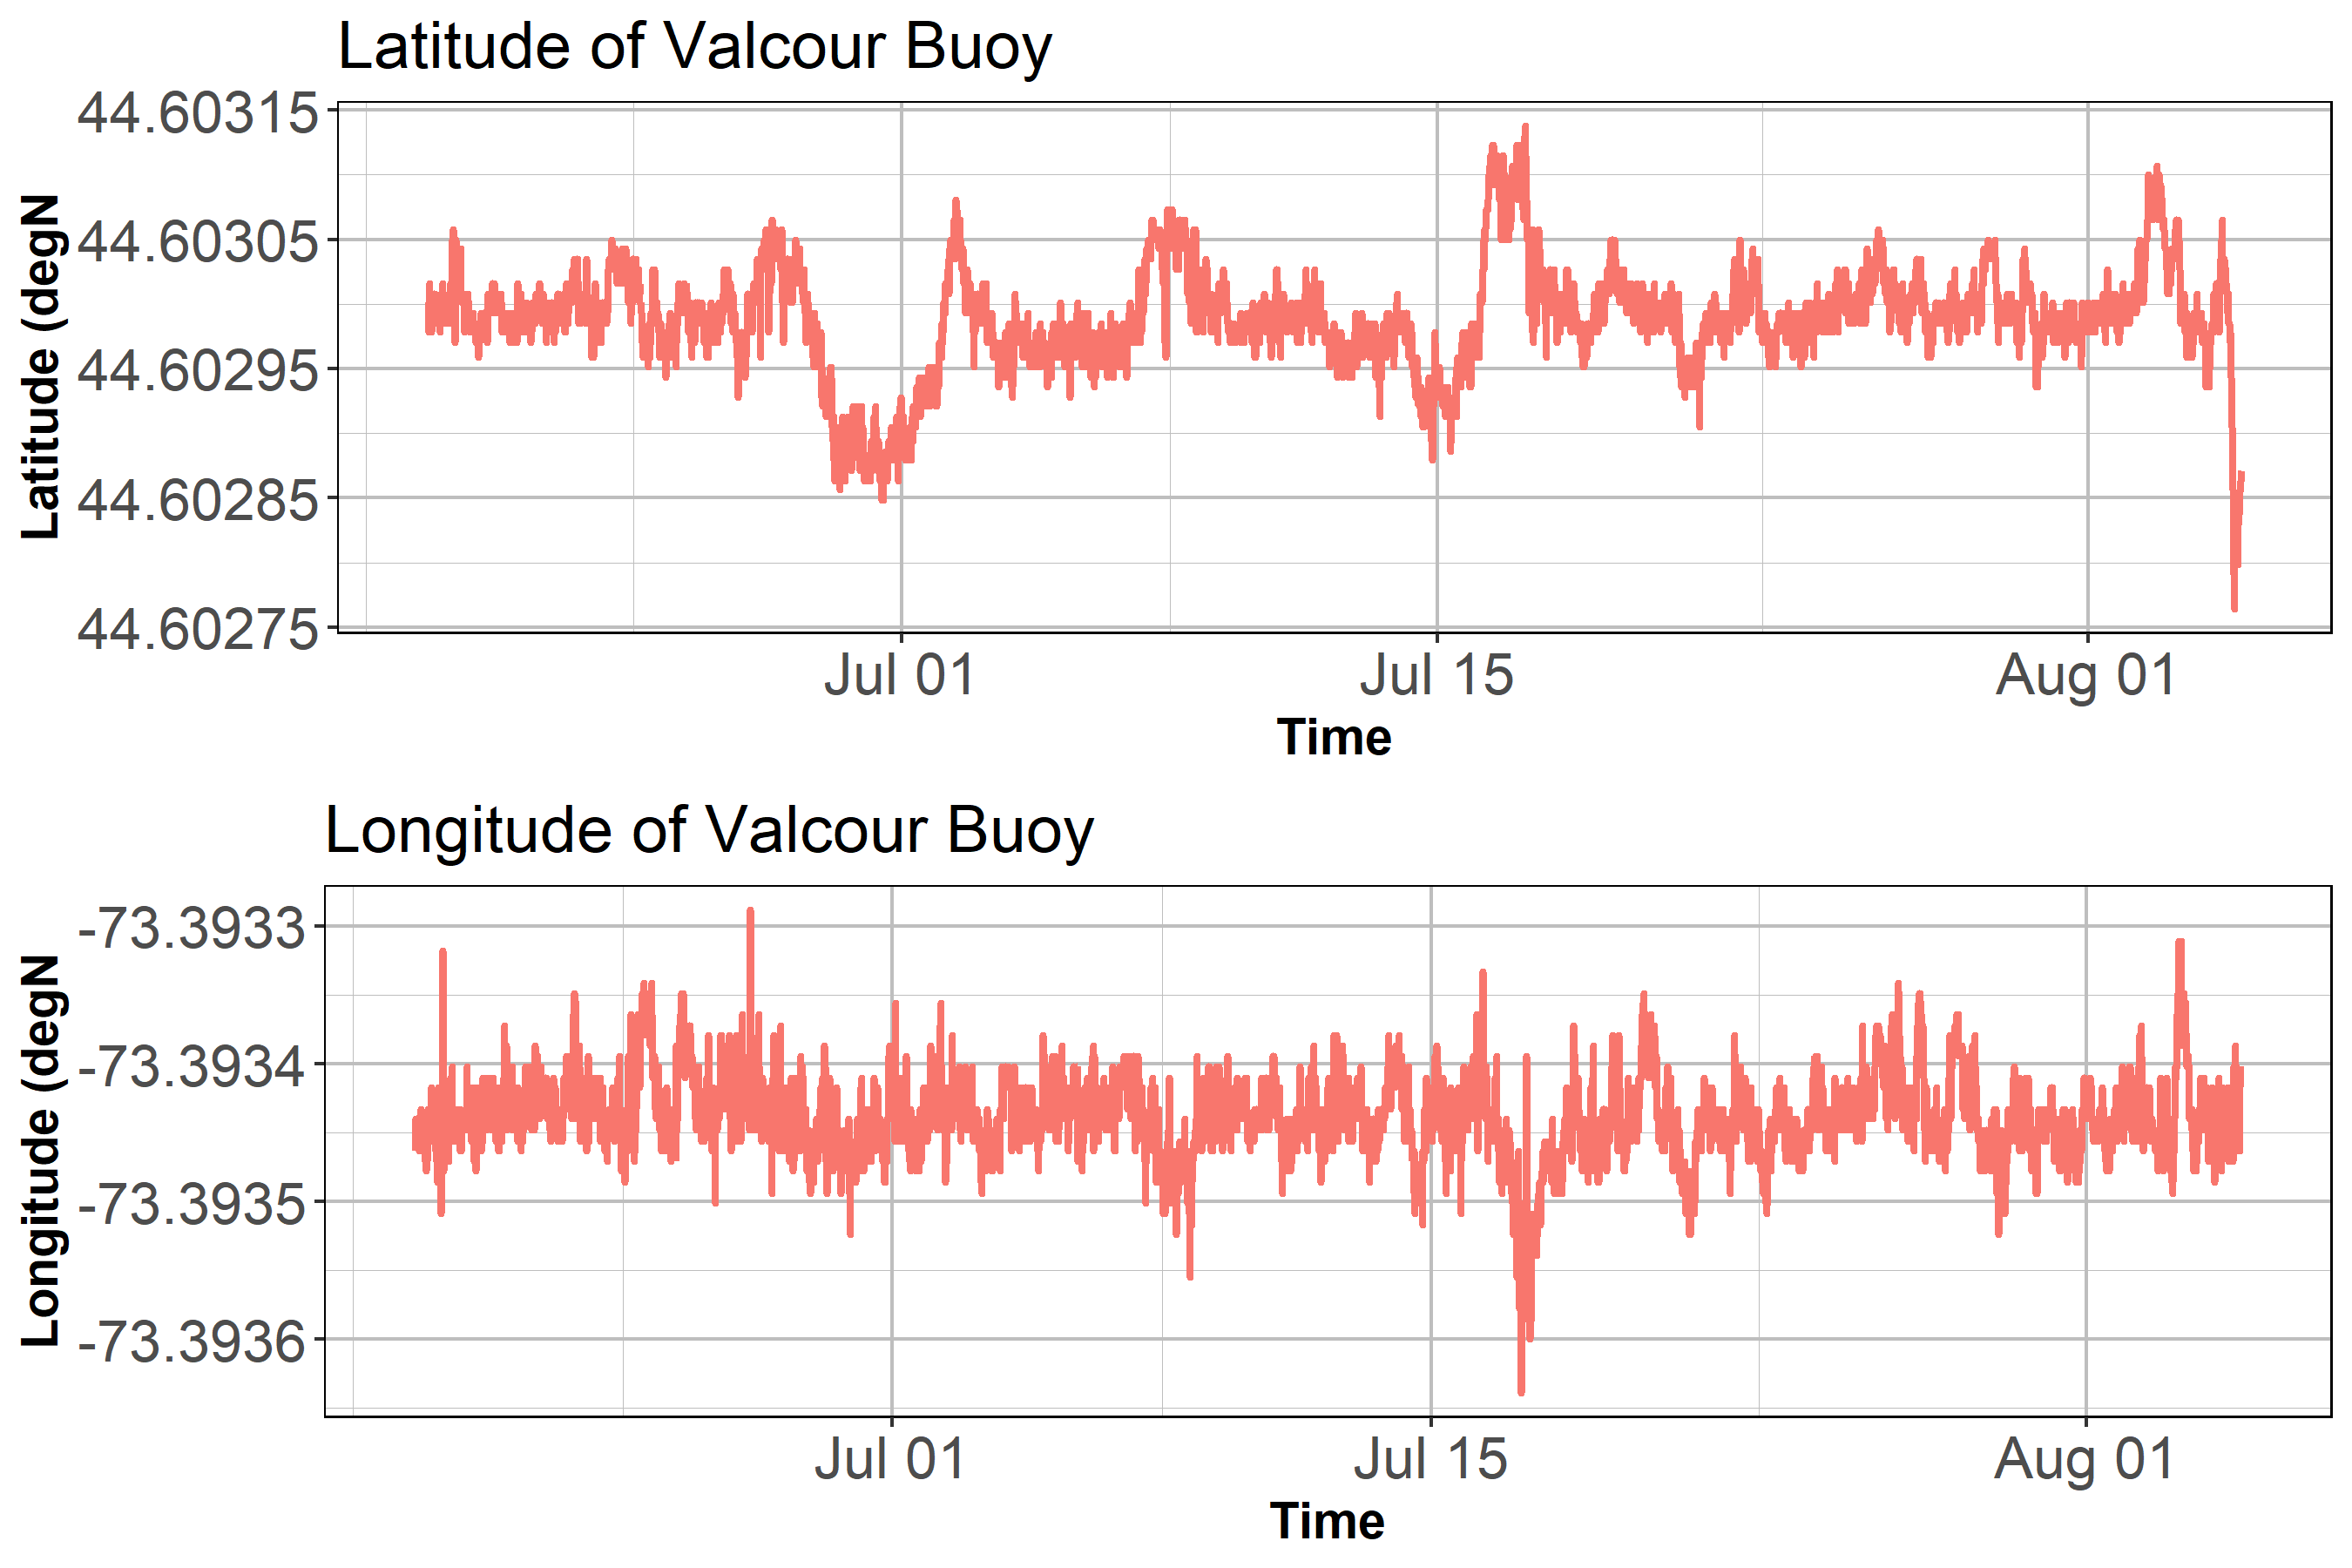 Latitude of Valcour Buoy
44.60315
44.60305
44.60295
44.60285
44.60275
Latitude (degN
Jul 01 Jul 15 Aug 01
Time
Longitude of Valcour Buoy
-73.3933
-73.3934
-73.3935
-73.3936
Longitude (degN
Jul 01 Jul 15 Aug 01
Time